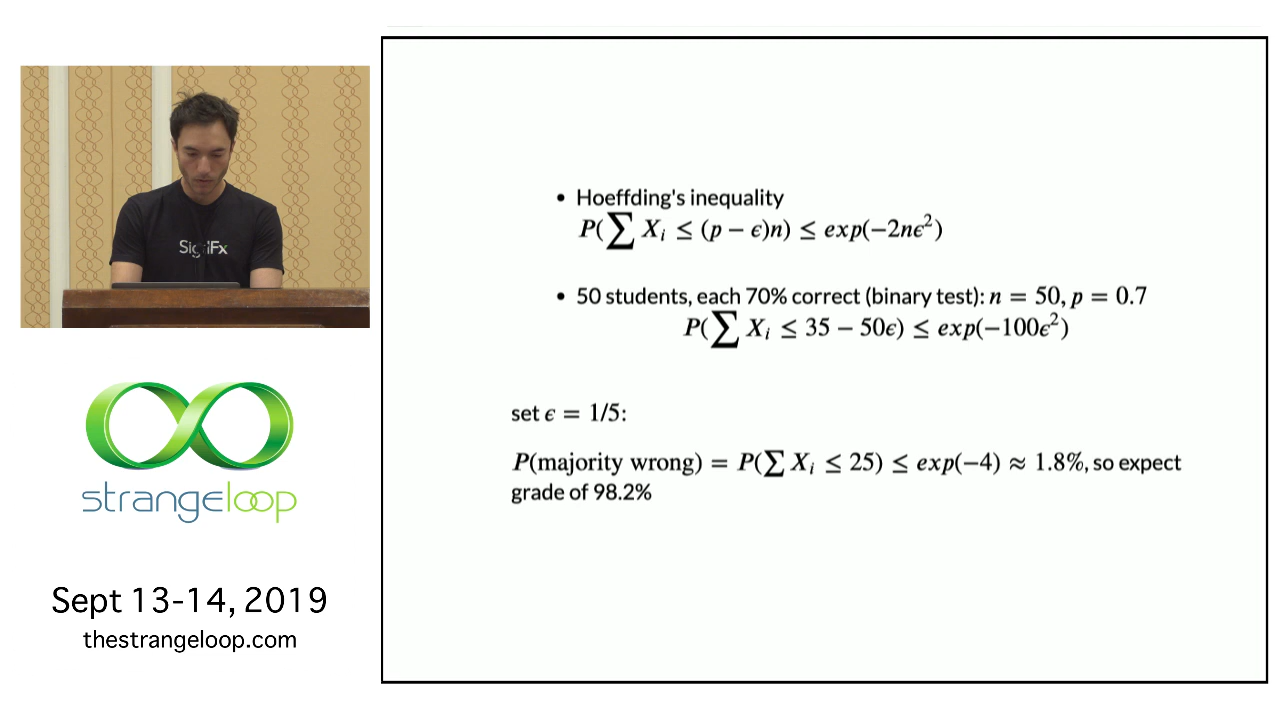 SignalFx
strangeloop
Sept 13-14, 2019
thestrangeloop.com
• Hoeffding's inequality
P(∑ Xᵢ ≤ (p − ϵ)n) ≤ exp(−2nϵ²)
• 50 students, each 70% correct (binary test): n = 50, p = 0.7
P(∑ Xᵢ ≤ 35 − 50ϵ) ≤ exp(−100ϵ²)
set ϵ = 1/5:
P(majority wrong) = P(∑ Xᵢ ≤ 25) ≤ exp(−4) ≈ 1.8%, so expect
grade of 98.2%